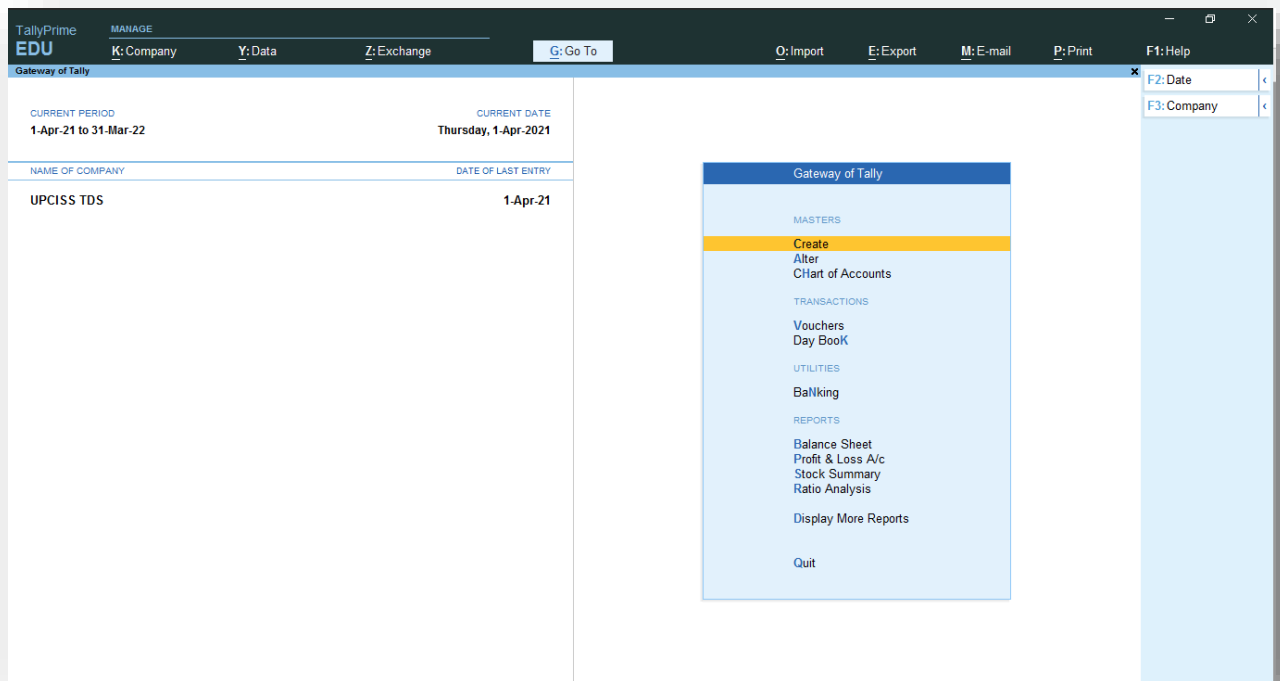 TallyPrime
EDU
MANAGE
K: Company Y: Data Z: Exchange G: Go To O: Import E: Export M: E-mail P: Print F1: Help
Gateway of Tally
F2: Date
F3: Company
CURRENT PERIOD CURRENT DATE
1-Apr-21 to 31-Mar-22 Thursday, 1-Apr-2021
NAME OF COMPANY DATE OF LAST ENTRY
UPCISS TDS 1-Apr-21
Gateway of Tally
MASTERS
Create
Alter
CHart of Accounts
TRANSACTIONS
Vouchers
Day BooK
UTILITIES
BaNking
REPORTS
Balance Sheet
Profit & Loss A/c
Stock Summary
Ratio Analysis
Display More Reports
Quit